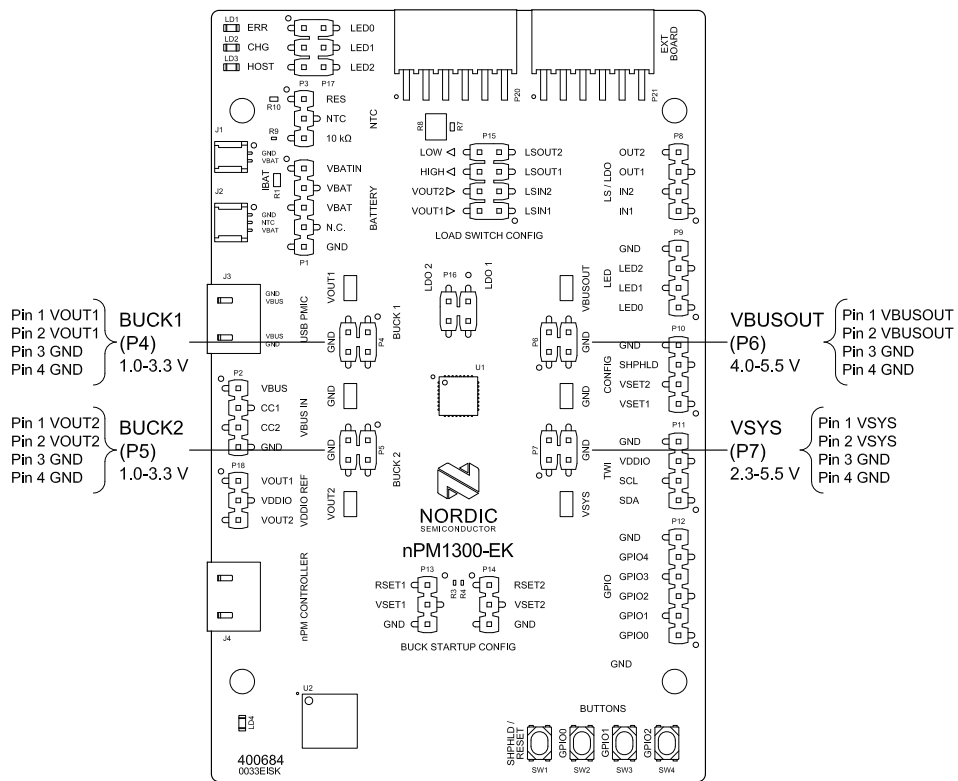 LD1 ERR
LD2 CHG
LD3 HOST
LED0
LED1
LED2
P3 P17
R10
RES
NTC
10 kΩ
NTC
R9
J1
GND
VBAT
J2
GND
NTC
VBAT
IBAT
R1
VBATIN
VBAT
VBAT
N.C.
GND
BATTERY
P1
P20
P21
EXT
BOARD
R8
R7
P15
LOW LSOUT2
HIGH LSOUT1
VOUT2 LSIN2
VOUT1 LSIN1
LOAD SWITCH CONFIG
P8
OUT2
OUT1
IN2
IN1
LS / LDO
P9
GND
LED2
LED1
LED0
LED
LDO 2
P16
LDO 1
J3
GND
VBUS
VBUS
GND
USB PMIC
VOUT1
GND
P4
BUCK 1
VBUSOUT
P6
GND
U1
Pin 1 VOUT1
Pin 2 VOUT1
Pin 3 GND
Pin 4 GND
BUCK1
(P4)
1.0-3.3 V
VBUSOUT
(P6)
4.0-5.5 V
Pin 1 VBUSOUT
Pin 2 VBUSOUT
Pin 3 GND
Pin 4 GND
P10
GND
SHPHLD
VSET2
VSET1
CONFIG
P2
VBUS
CC1
CC2
GND
VBUS IN
GND
GND
Pin 1 VOUT2
Pin 2 VOUT2
Pin 3 GND
Pin 4 GND
BUCK2
(P5)
1.0-3.3 V
GND
P5
BUCK 2
VOUT2
P7
GND
VSYS
VSYS
(P7)
2.3-5.5 V
Pin 1 VSYS
Pin 2 VSYS
Pin 3 GND
Pin 4 GND
P11
GND
VDDIO
SCL
SDA
TWI
P18
VOUT1
VDDIO
VOUT2
VDDIO REF
NORDIC
SEMICONDUCTOR
nPM1300-EK
P12
GND
GPIO4
GPIO3
GPIO2
GPIO1
GPIO0
GPIO
GND
J4
nPM CONTROLLER
P13
P14
RSET1
VSET1
GND
R3
R4
RSET2
VSET2
GND
BUCK STARTUP CONFIG
U2
LD4
400684
0033EISK
BUTTONS
SHPHLD /
RESET
GPIO0
GPIO1
GPIO2
SW1
SW2
SW3
SW4